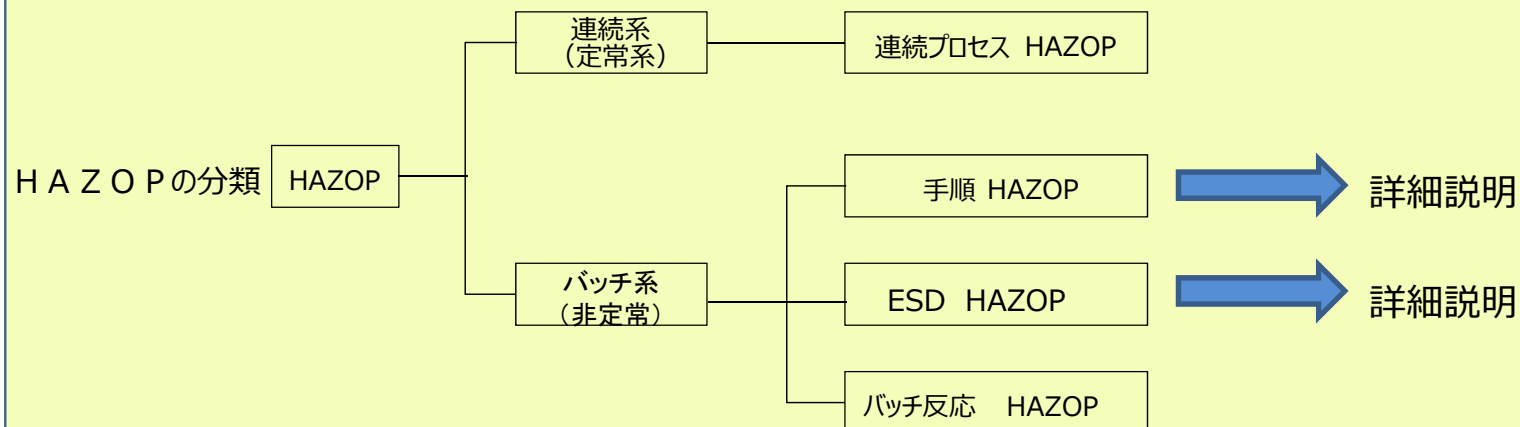 HAZOPの分類
HAZOP
連続系
(定常系)
連続プロセス HAZOP
バッチ系
(非定常)
手順 HAZOP
詳細説明
ESD HAZOP
詳細説明
バッチ反応 HAZOP